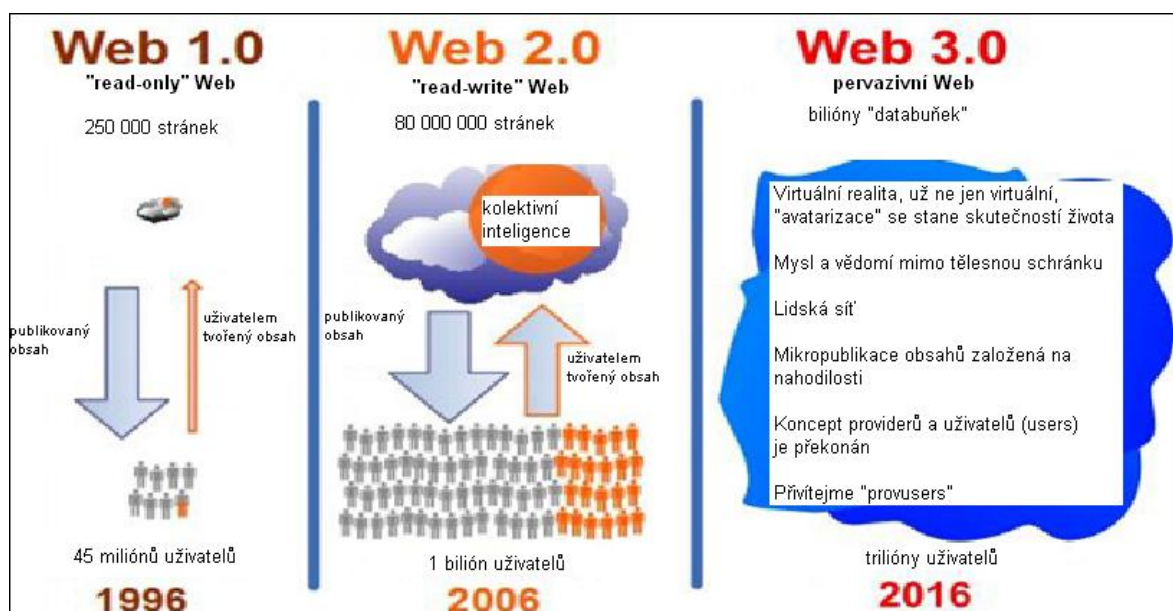 Web 1.0
"read-only" Web
250 000 stránek
publikovaný
obsah
uživatelem
tvořený obsah
45 miliónů uživatelů
1996
Web 2.0
"read-write" Web
80 000 000 stránek
kolektivní
inteligence
publikovaný
obsah
uživatelem
tvořený obsah
1 bilión uživatelů
2006
Web 3.0
pervazivní Web
bilióny "databuňek"
Virtuální realita, už ne jen virtuální,
"avatarizace" se stane skutečností života
Mysl a vědomí mimo tělesnou schránku
Lidská síť
Mikropublikace obsahů založená na
nahodilosti
Koncept providerů a uživatelů (users)
je překonán
Přivítejme "provusers"
trilióny uživatelů
2016